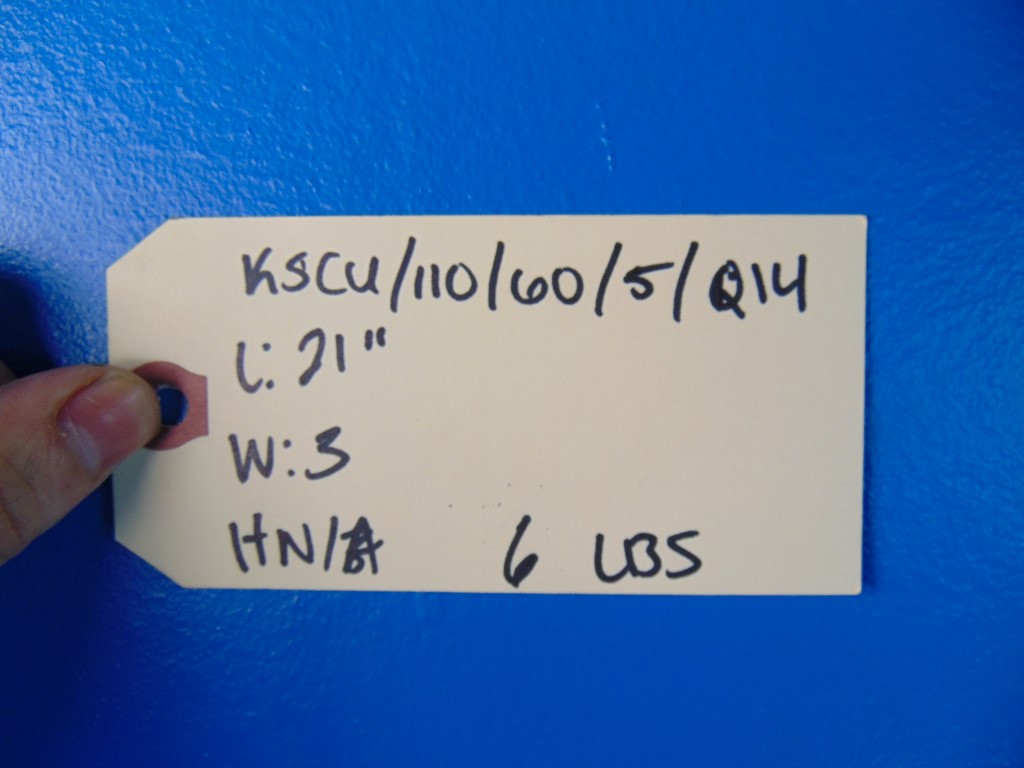 KSCU/110/60/5/Q14
L: 21"
W: 3
H N/A 6 LBS